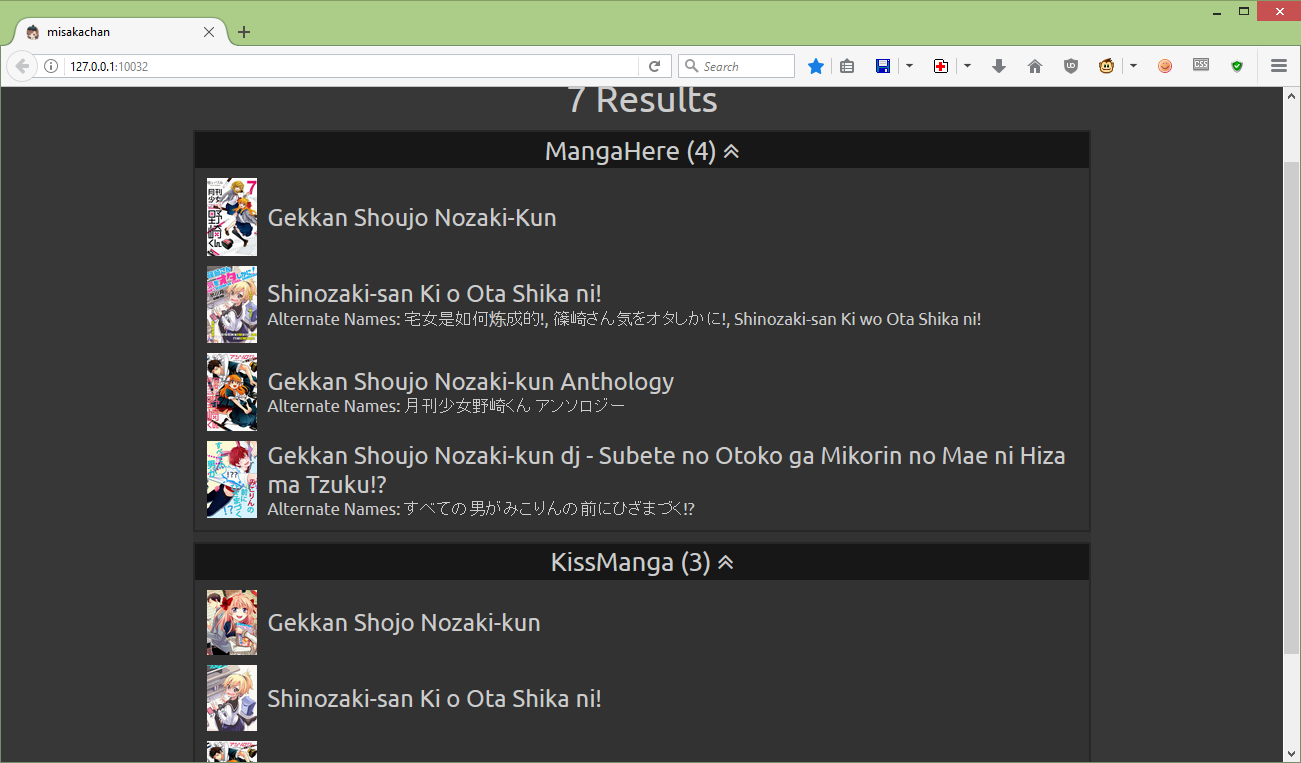 misakachan
127.0.0.1:10032
Search
7 Results
MangaHere (4)
Gekkan Shoujo Nozaki-Kun
Shinozaki-san Ki o Ota Shika ni!
Alternate Names: 宅女是如何炼成的!, 篠崎さん気をオタしかに!, Shinozaki-san Ki wo Ota Shika ni!
Gekkan Shoujo Nozaki-kun Anthology
Alternate Names: 月刊少女野崎くん アンソロジー
Gekkan Shoujo Nozaki-kun dj - Subete no Otoko ga Mikorin no Mae ni Hiza
ma Tzuku!?
Alternate Names: すべての男がみこりんの前にひざまづく!?
KissManga (3)
Gekkan Shojo Nozaki-kun
Shinozaki-san Ki o Ota Shika ni!